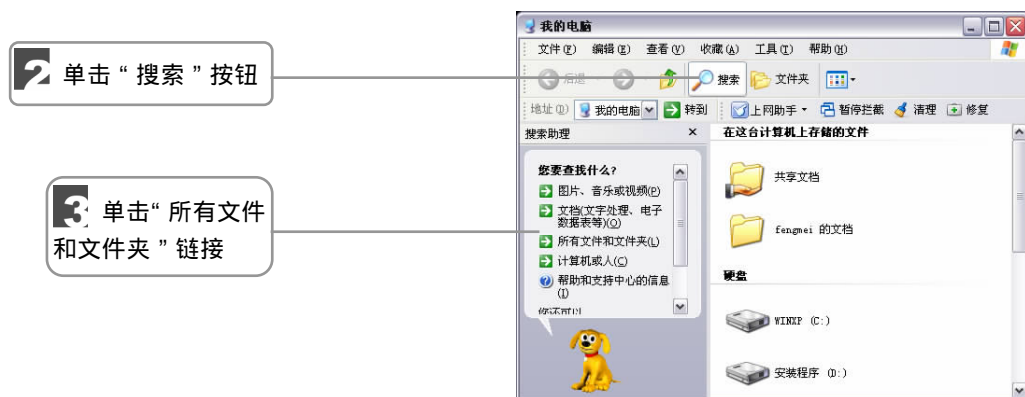 2 单击“搜索”按钮
3 单击“所有文件
和文件夹”链接
我的电脑
文件(F) 编辑(E) 查看(V) 收藏(A) 工具(T) 帮助(H)
后退 搜索 文件夹
地址(D) 我的电脑 转到 上网助手 暂停拦截 清理 修复
搜索助理
您要查找什么?
图片、音乐或视频(P)
文档(文字处理、电子
数据表等)(O)
所有文件和文件夹(L)
计算机或人(C)
帮助和支持中心的信息
(I)
您还可以
在这台计算机上存储的文件
共享文档
fengmei 的文档
硬盘
WINXP (C:)
安装程序 (D:)